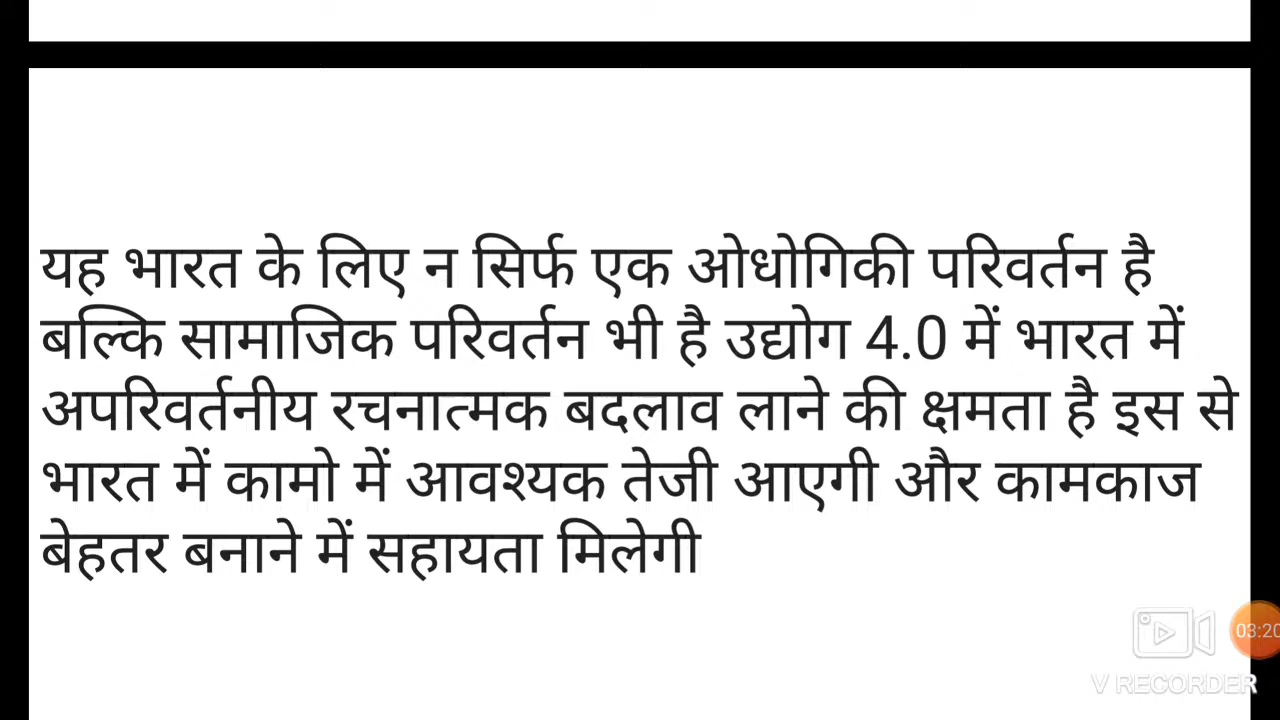 यह भारत के लिए न सिर्फ एक ओधोगिकी परिवर्तन है
बल्कि सामाजिक परिवर्तन भी है उद्योग 4.0 में भारत में
अपरिवर्तनीय रचनात्मक बदलाव लाने की क्षमता है इस से
भारत में कामो में आवश्यक तेजी आएगी और कामकाज
बेहतर बनाने में सहायता मिलेगी
03:20
V RECORDER